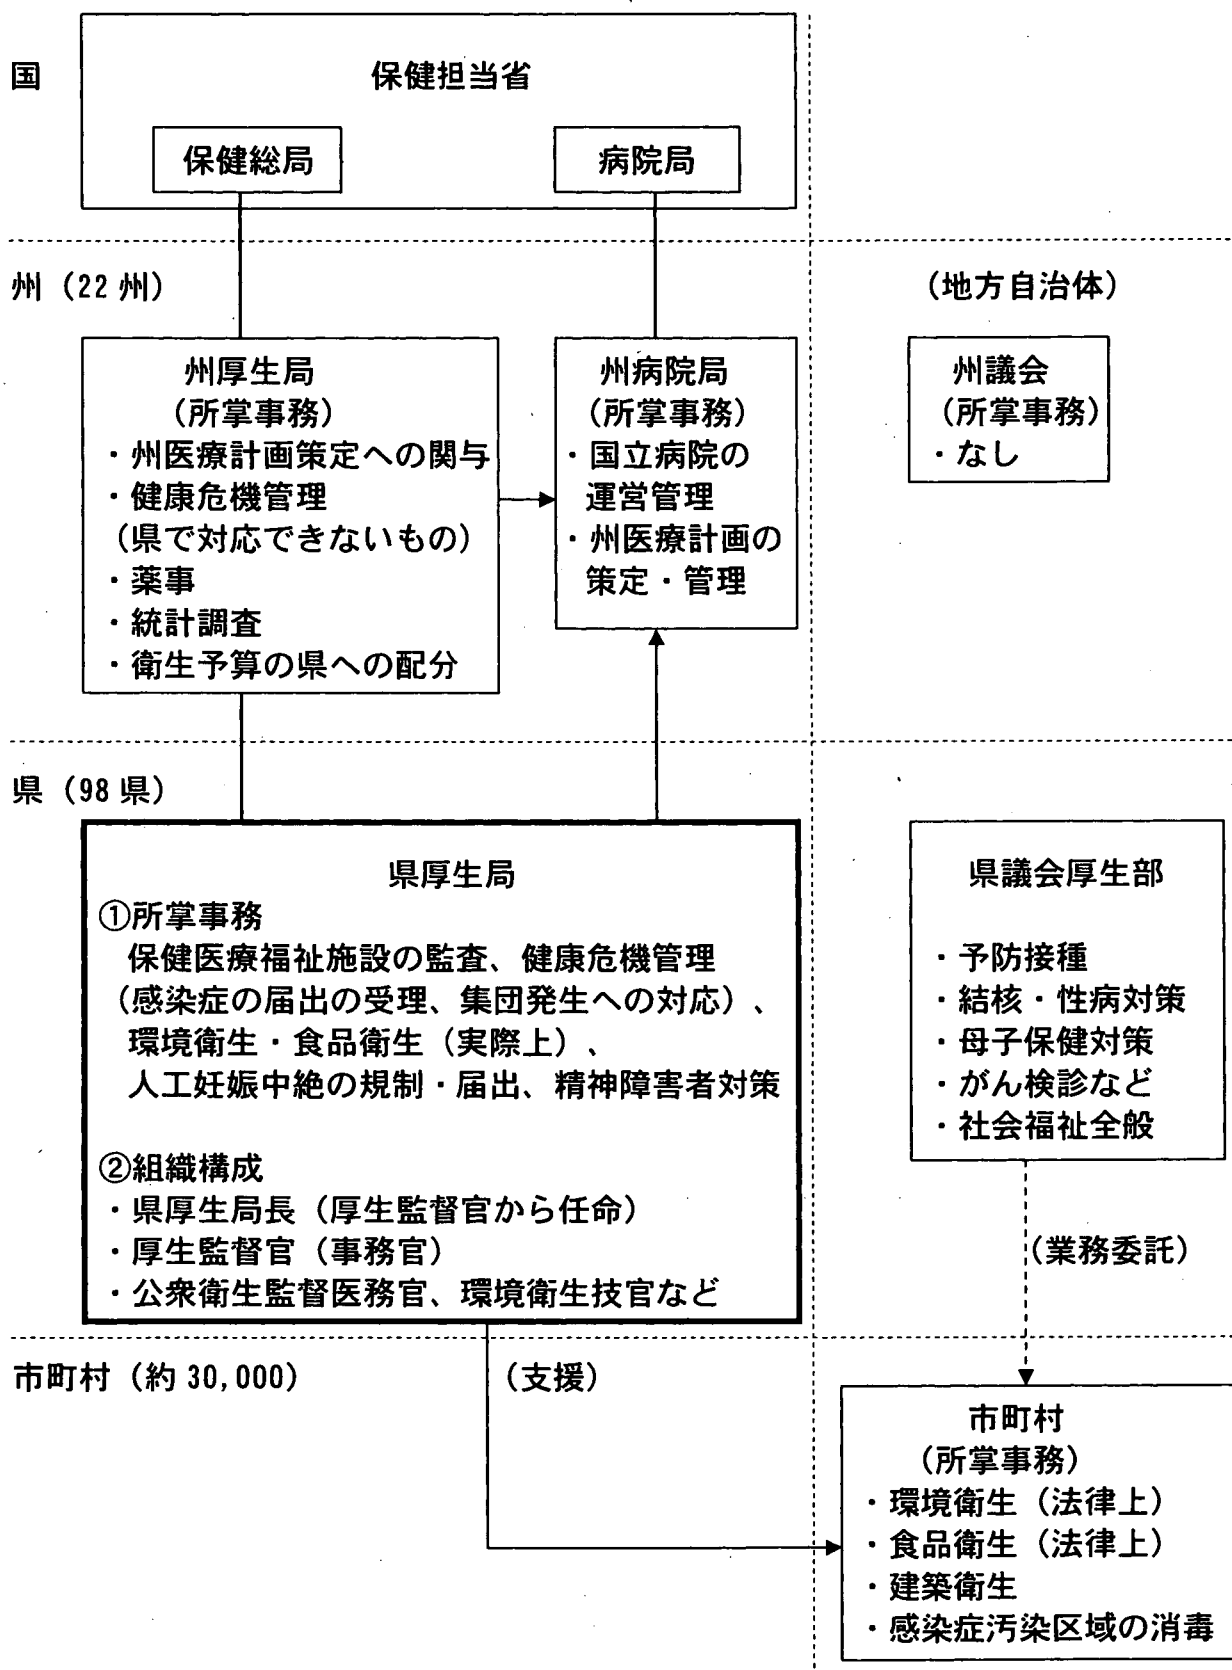 国
保健担当省
保健総局
病院局
州（22 州）
（地方自治体）
州厚生局
（所掌事務）
・州医療計画策定への関与
・健康危機管理
（県で対応できないもの）
・薬事
・統計調査
・衛生予算の県への配分
州病院局
（所掌事務）
・国立病院の
運営管理
・州医療計画の
策定・管理
州議会
（所掌事務）
・なし
県（98 県）
県厚生局
①所掌事務
保健医療福祉施設の監査、健康危機管理
（感染症の届出の受理、集団発生への対応）、
環境衛生・食品衛生（実際上）、
人工妊娠中絶の規制・届出、精神障害者対策
②組織構成
・県厚生局長（厚生監督官から任命）
・厚生監督官（事務官）
・公衆衛生監督医務官、環境衛生技官など
県議会厚生部
・予防接種
・結核・性病対策
・母子保健対策
・がん検診など
・社会福祉全般
（業務委託）
市町村（約 30,000）
（支援）
市町村
（所掌事務）
・環境衛生（法律上）
・食品衛生（法律上）
・建築衛生
・感染症汚染区域の消毒